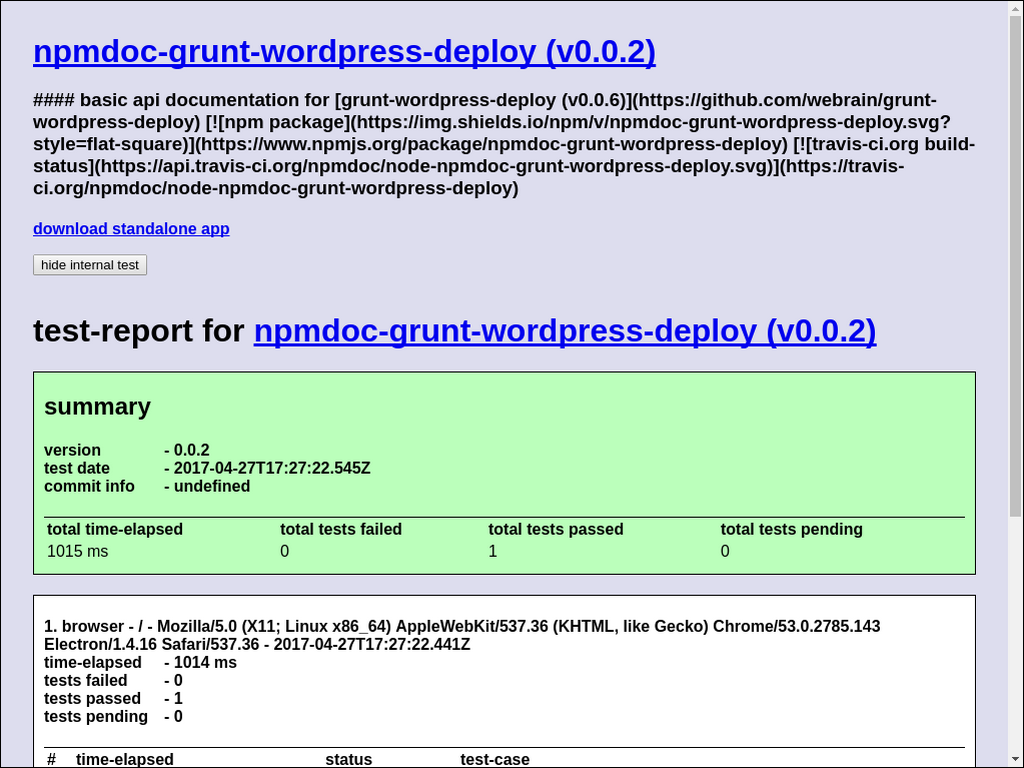 npmdoc-grunt-wordpress-deploy (v0.0.2)
#### basic api documentation for [grunt-wordpress-deploy (v0.0.6)](https://github.com/webrain/grunt-
wordpress-deploy) [![npm package](https://img.shields.io/npm/v/npmdoc-grunt-wordpress-deploy.svg?
style=flat-square)](https://www.npmjs.org/package/npmdoc-grunt-wordpress-deploy) [![travis-ci.org build-
status](https://api.travis-ci.org/npmdoc/node-npmdoc-grunt-wordpress-deploy.svg)](https://travis-
ci.org/npmdoc/node-npmdoc-grunt-wordpress-deploy)
download standalone app
hide internal test
test-report for npmdoc-grunt-wordpress-deploy (v0.0.2)
summary
version - 0.0.2
test date - 2017-04-27T17:27:22.545Z
commit info - undefined
total time-elapsed total tests failed total tests passed total tests pending
1015 ms 0 1 0
1. browser - / - Mozilla/5.0 (X11; Linux x86_64) AppleWebKit/537.36 (KHTML, like Gecko) Chrome/53.0.2785.143
Electron/1.4.16 Safari/537.36 - 2017-04-27T17:27:22.441Z
time-elapsed - 1014 ms
tests failed - 0
tests passed - 1
tests pending - 0
# time-elapsed status test-case